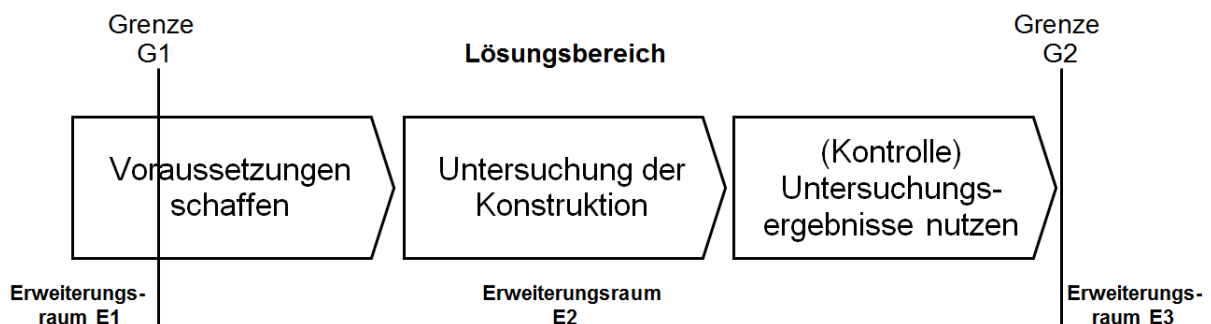 Grenze
G1
Lösungsbereich
Grenze
G2
Voraussetzungen
schaffen
Untersuchung der
Konstruktion
(Kontrolle)
Untersuchungs-
ergebnisse nutzen
Erweiterungs-
raum E1
Erweiterungsraum
E2
Erweiterungs-
raum E3